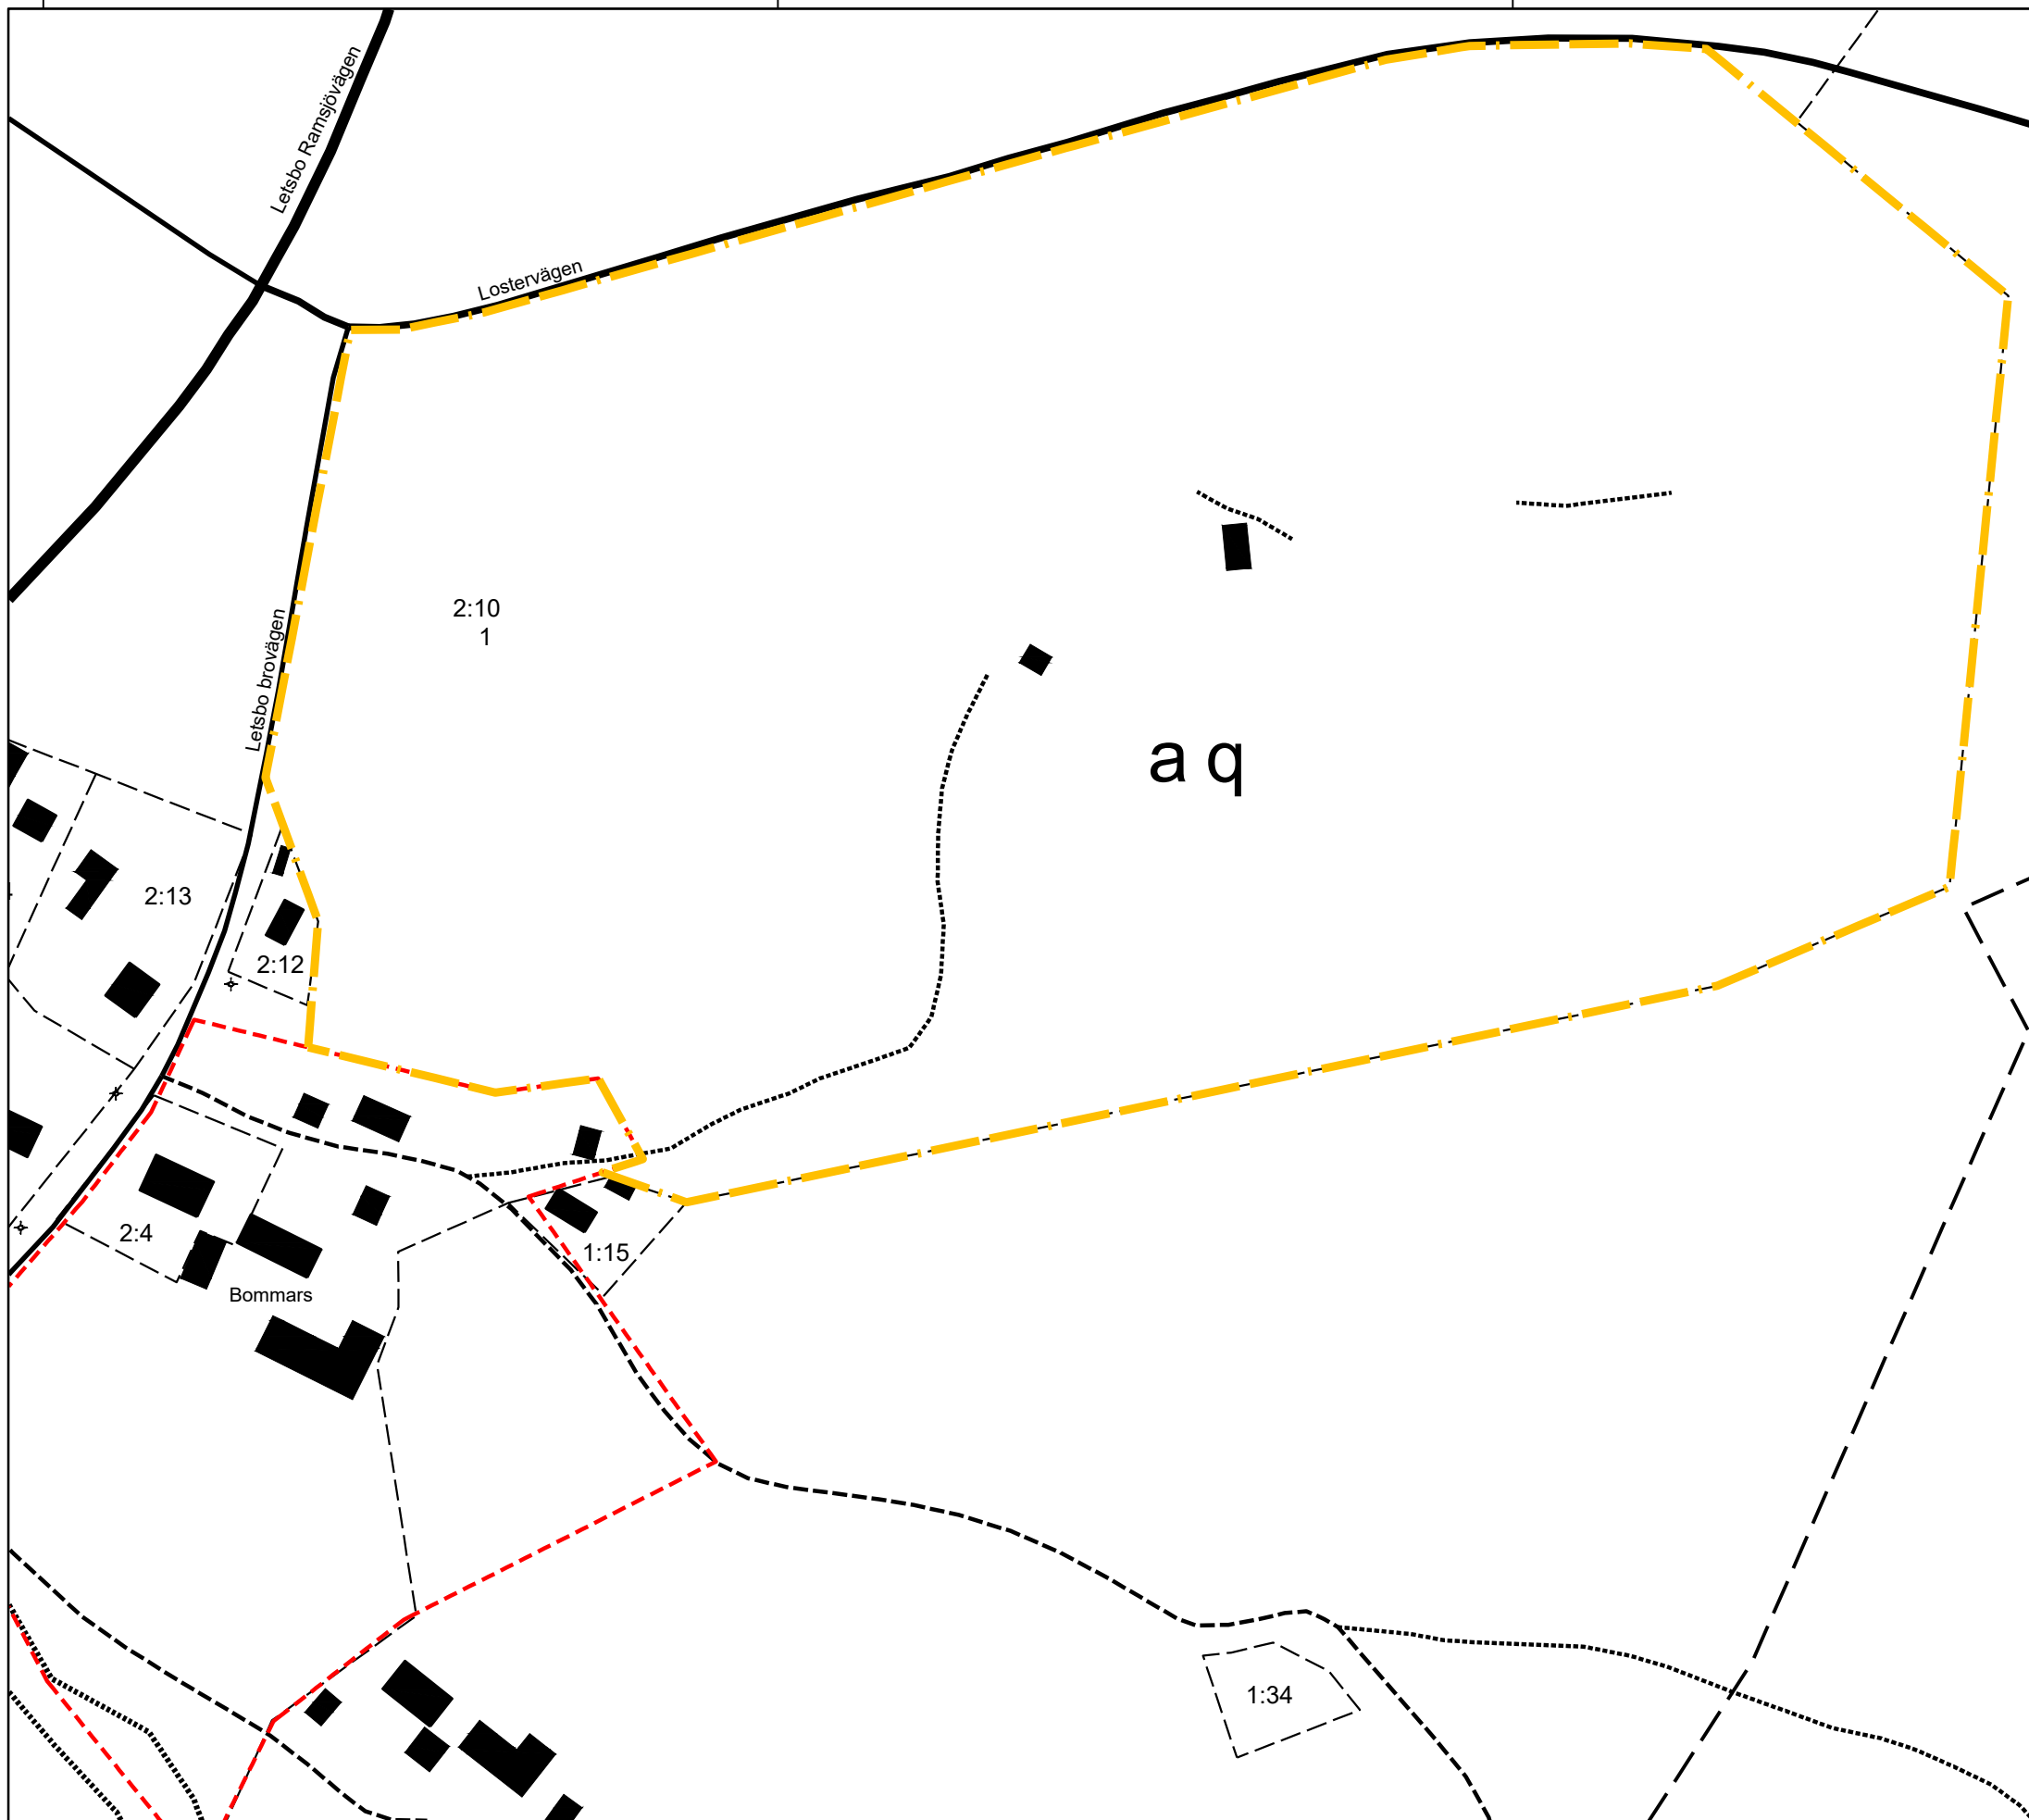 Letsbo Ramsjövägen
Lostervägen
2:10
1
Letsbo brovägen
a q
2:13
2:12
2:4
1:15
Bommars
1:34